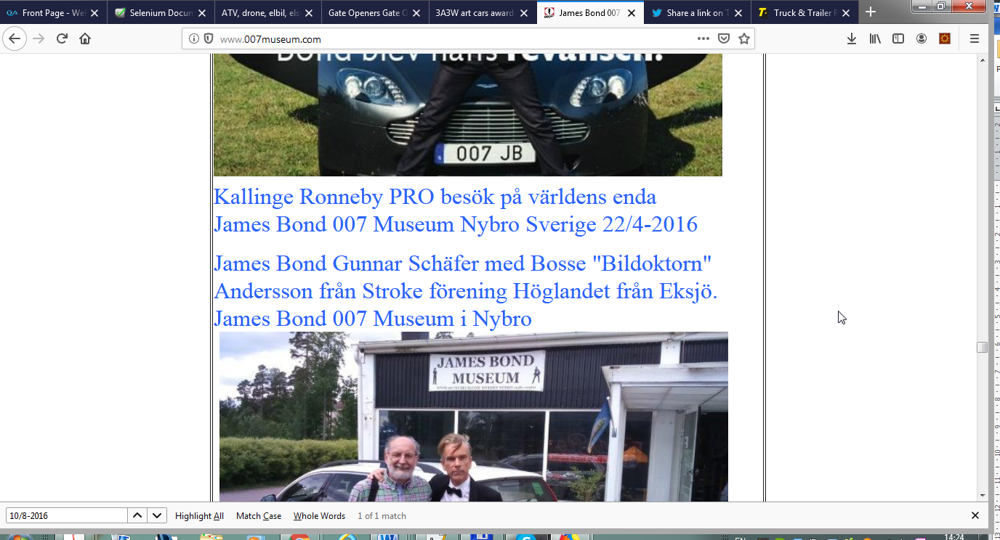 Front Page - Wel
Selenium Docum
ATV, drone, elbil, els
Gate Openers Gate O
3A3W art cars award
James Bond 007
Share a link on T
Truck & Trailer
www.007museum.com
Bond blev hans revansch.
007 JB
Kallinge Ronneby PRO besök på världens enda
James Bond 007 Museum Nybro Sverige 22/4-2016
James Bond Gunnar Schäfer med Bosse "Bildoktorn"
Andersson från Stroke förening Höglandet från Eksjö.
James Bond 007 Museum i Nybro
JAMES BOND
MUSEUM
10/8-2016
Highlight All
Match Case
Whole Words
1 of 1 match
EN
14:24